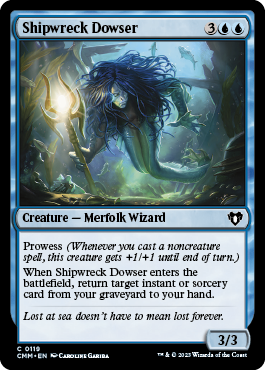 Shipwreck Dowser 3
Creature — Merfolk Wizard
Prowess (Whenever you cast a noncreature
spell, this creature gets +1/+1 until end of turn.)
When Shipwreck Dowser enters the
battlefield, return target instant or sorcery
card from your graveyard to your hand.
Lost at sea doesn't have to mean lost forever.
3/3
C 0119
CMM • EN Caroline Gariba
™ & © 2023 Wizards of the Coast